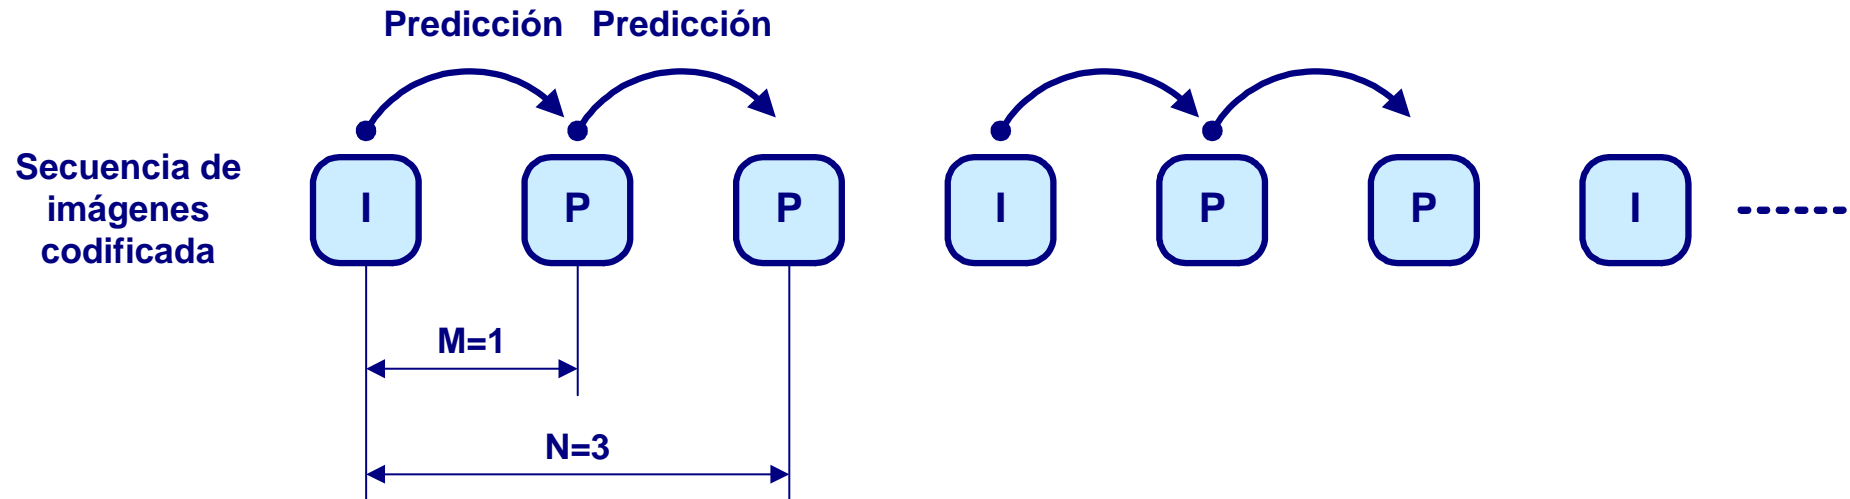 Predicción Predicción
Secuencia de
imágenes
codificada
I P P I P P I
M=1
N=3